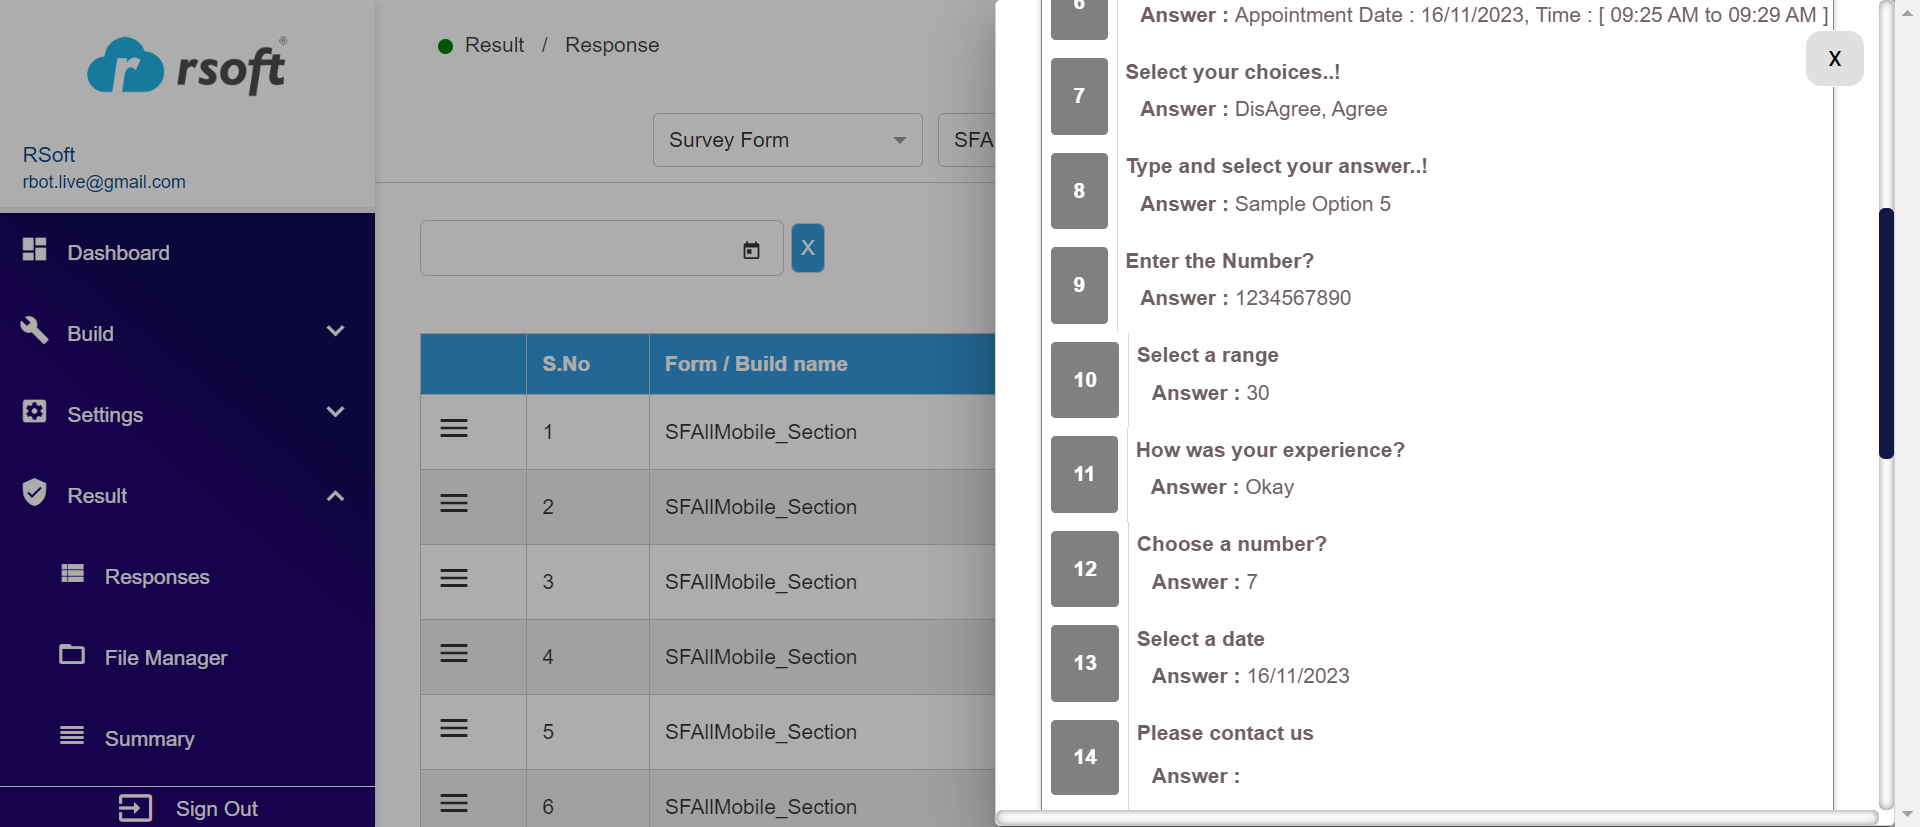 rsoft®
RSoft
rbot.live@gmail.com
Dashboard
Build
Settings
Result
Responses
File Manager
Summary
Sign Out
Result / Response
Survey Form
SFA
X
S.No
Form / Build name
1
SFAllMobile_Section
2
SFAllMobile_Section
3
SFAllMobile_Section
4
SFAllMobile_Section
5
SFAllMobile_Section
6
SFAllMobile_Section
X
6
Answer : Appointment Date : 16/11/2023, Time : [ 09:25 AM to 09:29 AM ]
7
Select your choices..!
Answer : DisAgree, Agree
8
Type and select your answer..!
Answer : Sample Option 5
9
Enter the Number?
Answer : 1234567890
10
Select a range
Answer : 30
11
How was your experience?
Answer : Okay
12
Choose a number?
Answer : 7
13
Select a date
Answer : 16/11/2023
14
Please contact us
Answer :